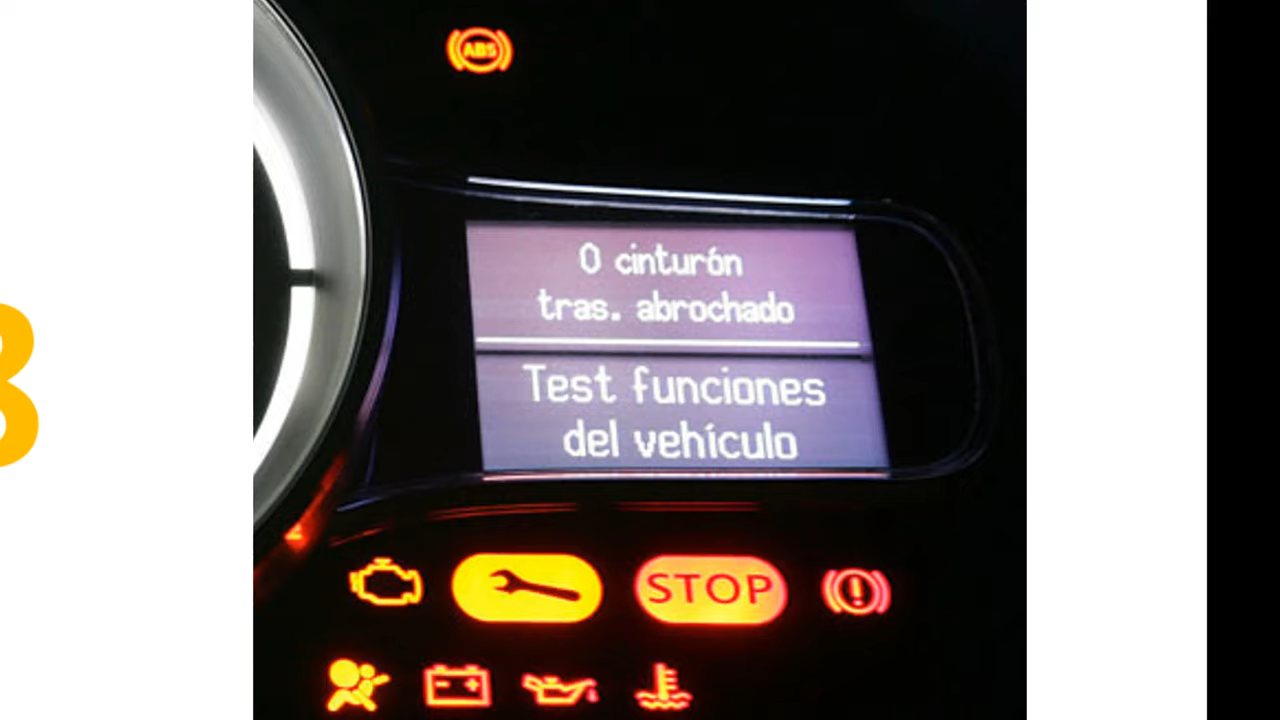 ABS
0 cinturón
tras. abrochado
Test funciones
del vehículo
STOP